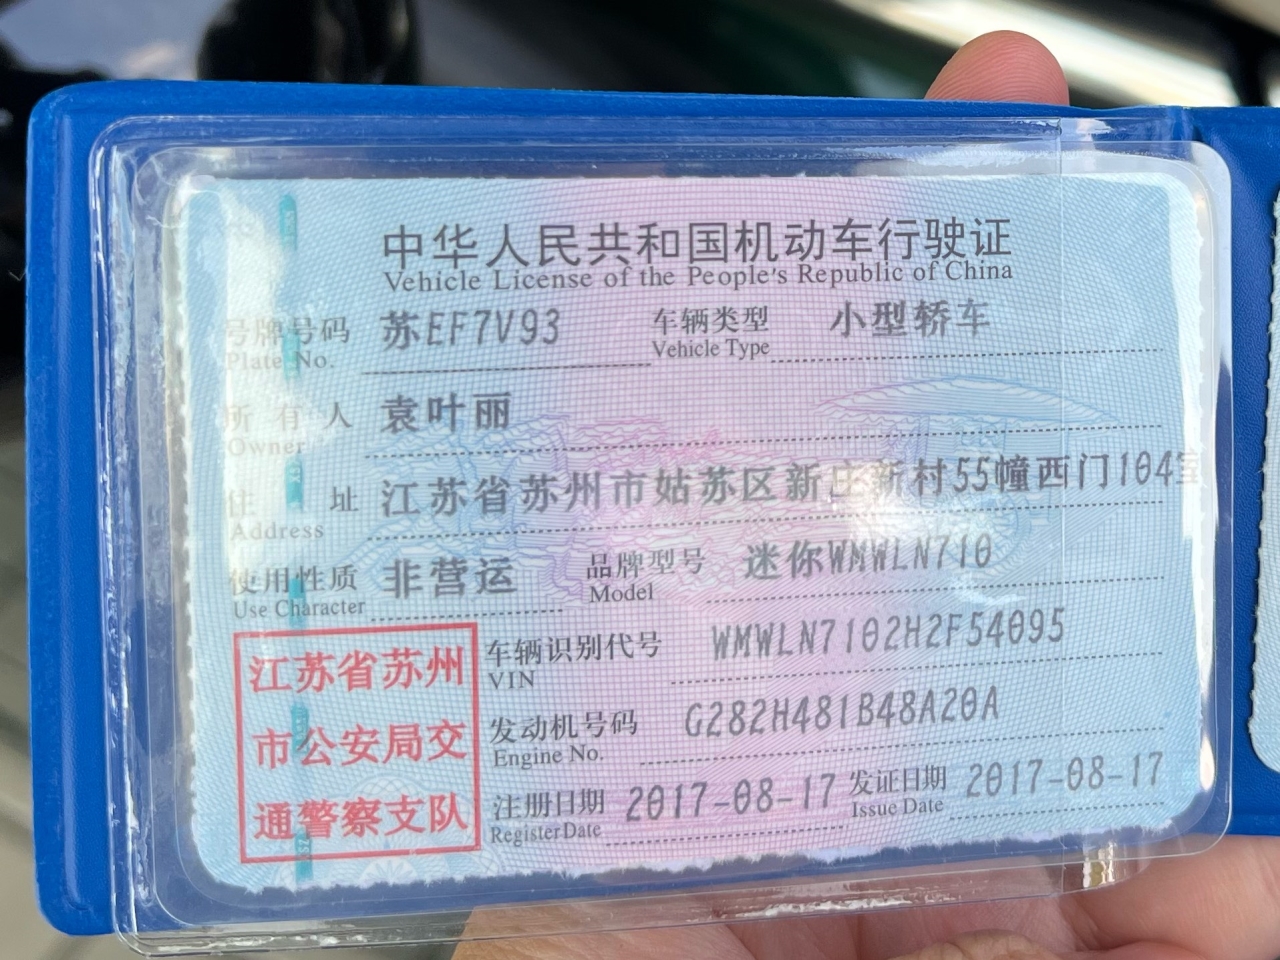 中华人民共和国机动车行驶证
Vehicle License of the People's Republic of China
号牌号码 苏EF7V93 车辆类型 小型轿车
Plate No. Vehicle Type
所有人 袁叶丽
Owner
住址 江苏省苏州市姑苏区新庄新村55幢西门104室
Address
使用性质 非营运 品牌型号 迷你WMWLN710
Use Character Model
车辆识别代号 WMWLN7102H2F54095
VIN
发动机号码 G282H481B48A20A
Engine No.
注册日期 2017-08-17 发证日期 2017-08-17
Register Date Issue Date
江苏省苏州
市公安局交
通警察支队